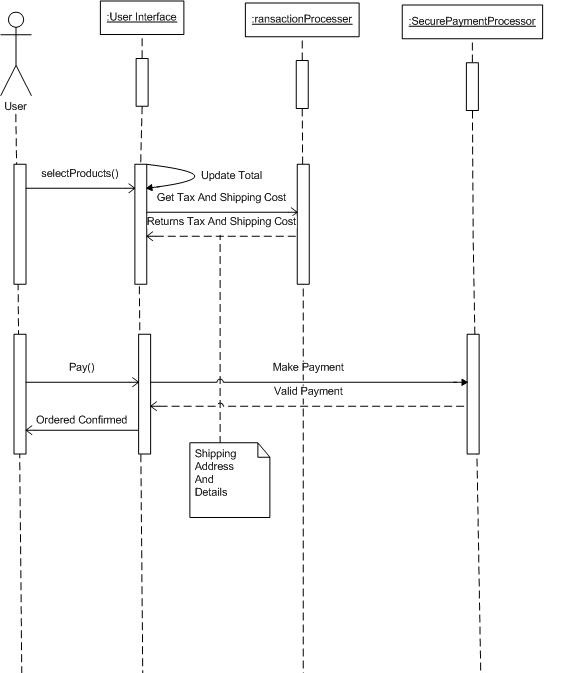 :User Interface
:ransactionProcesser
:SecurePaymentProcessor
User
selectProducts()
Update Total
Get Tax And Shipping Cost
Returns Tax And Shipping Cost
Pay()
Make Payment
Valid Payment
Ordered Confirmed
Shipping
Address
And
Details